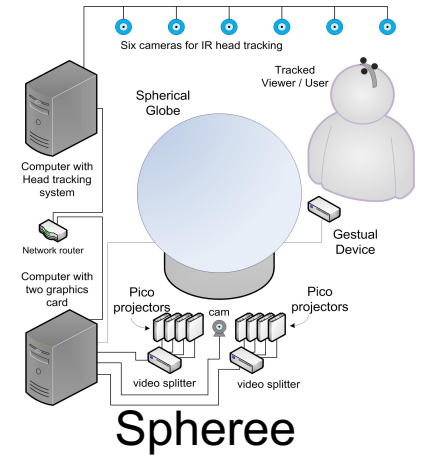 Six cameras for IR head tracking
Tracked
Viewer / User
Spherical
Globe
Computer with
Head tracking
system
Gestual
Device
Network router
Computer with
two graphics
card
Pico
projectors
cam
Pico
projectors
video splitter
video splitter
Spheree